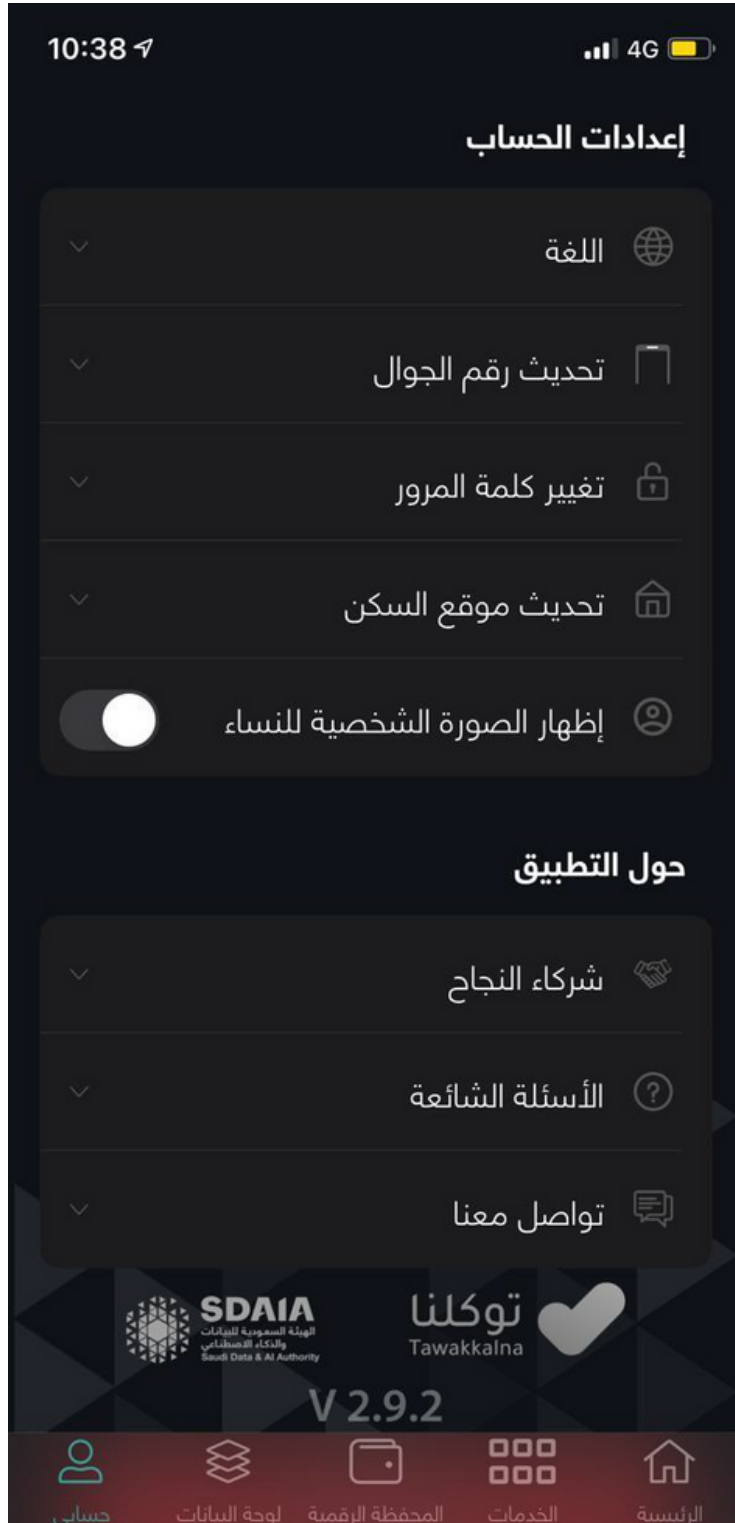 10:38
4G
إعدادات الحساب
اللغة
تحديث رقم الجوال
تغيير كلمة المرور
تحديث موقع السكن
إظهار الصورة الشخصية للنساء
حول التطبيق
شركاء النجاح
الأسئلة الشائعة
تواصل معنا
توكلنا
Tawakkalna
SDAIA
الهيئة السعودية للبيانات
والذكاء الاصطناعي
Saudi Data & AI Authority
V 2.9.2
الرئيسية
الخدمات
المحفظة الرقمية
لوحة البيانات
حسابي